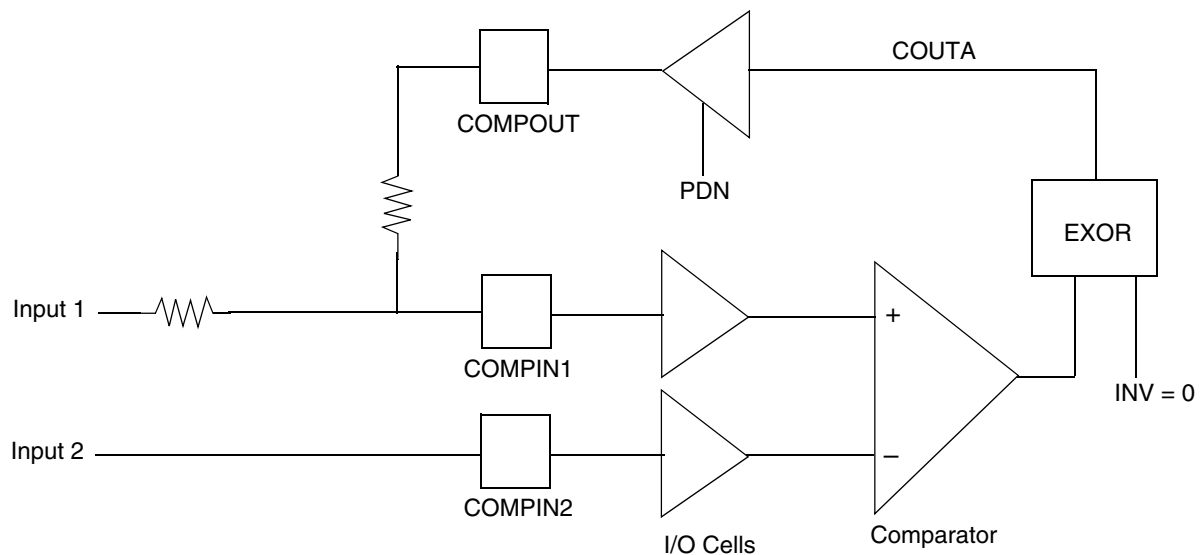 COUTA
COMPOUT
PDN
EXOR
Input 1
+
COMPIN1
INV = 0
Input 2
–
COMPIN2
Comparator
I/O Cells